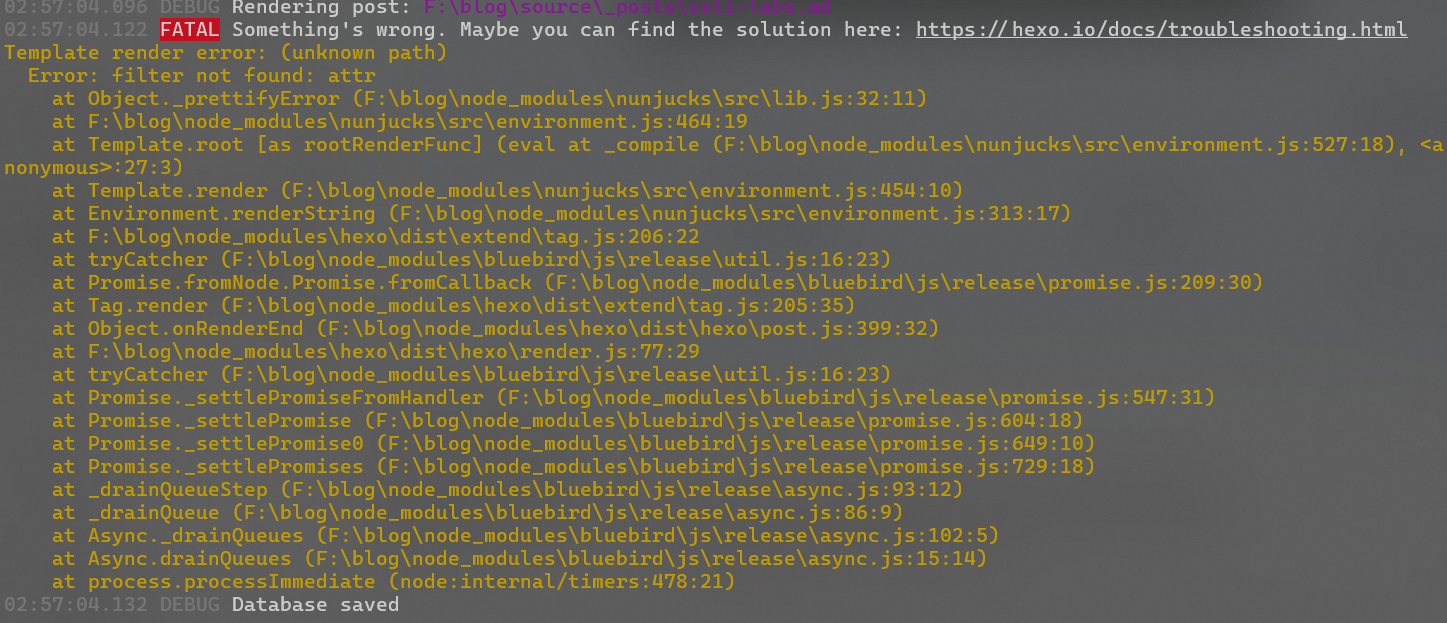 02:57:04.096 DEBUG Rendering post: F:\blog\source\_posts\ssti-labs.md
02:57:04.122 FATAL Something's wrong. Maybe you can find the solution here: https://hexo.io/docs/troubleshooting.html
Template render error: (unknown path)
  Error: filter not found: attr
    at Object._prettifyError (F:\blog\node_modules\nunjucks\src\lib.js:32:11)
    at F:\blog\node_modules\nunjucks\src\environment.js:464:19
    at Template.root [as rootRenderFunc] (eval at _compile (F:\blog\node_modules\nunjucks\src\environment.js:527:18), <a
nonymous>:27:3)
    at Template.render (F:\blog\node_modules\nunjucks\src\environment.js:454:10)
    at Environment.renderString (F:\blog\node_modules\nunjucks\src\environment.js:313:17)
    at F:\blog\node_modules\hexo\dist\extend\tag.js:206:22
    at tryCatcher (F:\blog\node_modules\bluebird\js\release\util.js:16:23)
    at Promise.fromNode.Promise.fromCallback (F:\blog\node_modules\bluebird\js\release\promise.js:209:30)
    at Tag.render (F:\blog\node_modules\hexo\dist\extend\tag.js:205:35)
    at Object.onRenderEnd (F:\blog\node_modules\hexo\dist\hexo\post.js:399:32)
    at F:\blog\node_modules\hexo\dist\hexo\render.js:77:29
    at tryCatcher (F:\blog\node_modules\bluebird\js\release\util.js:16:23)
    at Promise._settlePromiseFromHandler (F:\blog\node_modules\bluebird\js\release\promise.js:547:31)
    at Promise._settlePromise (F:\blog\node_modules\bluebird\js\release\promise.js:604:18)
    at Promise._settlePromise0 (F:\blog\node_modules\bluebird\js\release\promise.js:649:10)
    at Promise._settlePromises (F:\blog\node_modules\bluebird\js\release\promise.js:729:18)
    at _drainQueueStep (F:\blog\node_modules\bluebird\js\release\async.js:93:12)
    at _drainQueue (F:\blog\node_modules\bluebird\js\release\async.js:86:9)
    at Async._drainQueues (F:\blog\node_modules\bluebird\js\release\async.js:102:5)
    at Async.drainQueues (F:\blog\node_modules\bluebird\js\release\async.js:15:14)
    at process.processImmediate (node:internal/timers:478:21)
02:57:04.132 DEBUG Database saved